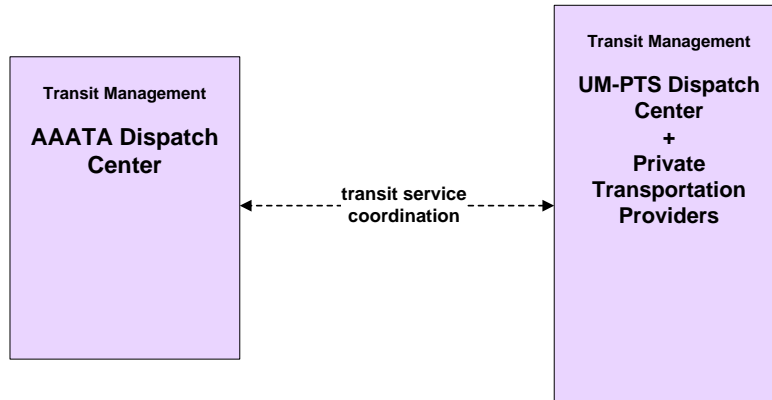 Transit Management
AAATA Dispatch
Center
transit service
coordination
Transit Management
UM-PTS Dispatch
Center
+
Private
Transportation
Providers